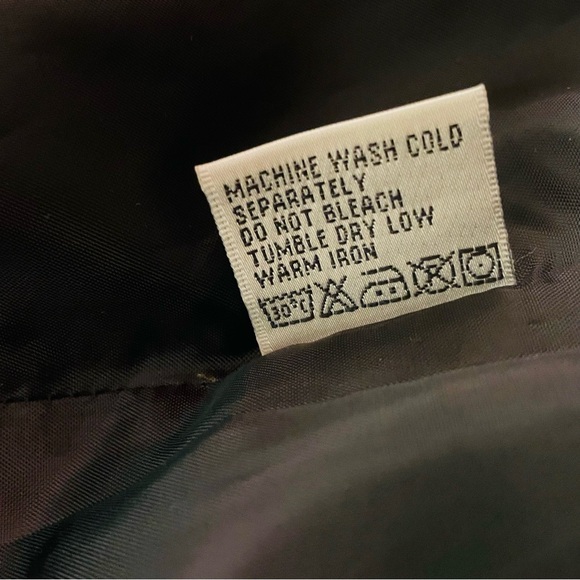 MACHINE WASH COLD
SEPARATELY
DO NOT BLEACH
TUMBLE DRY LOW
WARM IRON
30°C